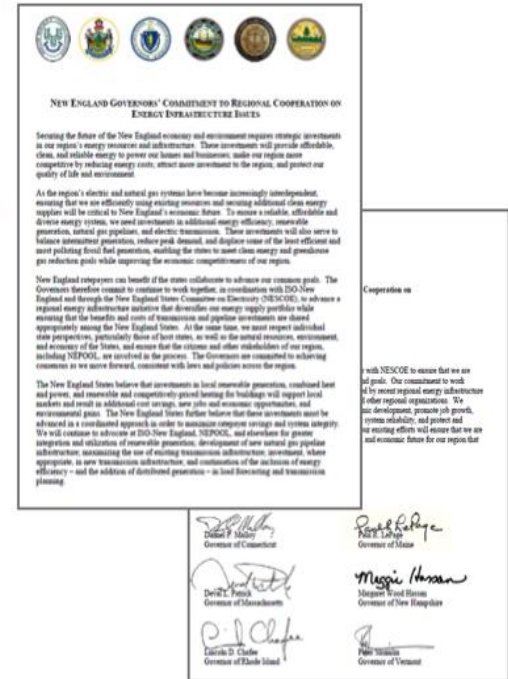 NEW ENGLAND GOVERNORS' COMMITMENT TO REGIONAL COOPERATION ON
ENERGY INFRASTRUCTURE ISSUES
Securing the future of the New England economy and environment requires strategic investments
in our region's energy resources and infrastructure. These investments will provide affordable,
clean, and reliable energy to power our homes and businesses, make our region more
competitive by reducing energy costs, attract more investment to the region, and protect our
quality of life and environment.
As the region's electric and natural gas systems have become increasingly interdependent,
ensuring that we are efficiently using existing resources and securing additional clean energy
supplies will be critical to New England's economic future. To ensure a reliable, affordable and
diverse energy system, we need investments in additional energy efficiency, renewable
generation, natural gas pipelines, and electric transmission. These investments will also serve to
balance intermittent generation, reduce peak demand, and displace some of the least efficient and
most polluting fossil fuel generation, enabling the states to meet clean energy and greenhouse
gas reduction goals while improving the economic competitiveness of our region.
New England ratepayers can benefit if the states collaborate to advance our common goals. The
Governors therefore commit to continue to work together, in coordination with ISO-New
England and through the New England States Committee on Electricity (NESCOE), to advance a
regional energy infrastructure initiative that diversifies our energy supply portfolio while
ensuring that the benefits and costs of transmission and pipeline investments are shared
appropriately among the New England States. At the same time, we must respect individual
state perspectives, particularly those of host states, as well as the natural resources, environment,
and economy of the States, and ensure that the citizens and other stakeholders of our region,
including NEPOOL, are involved in the process. The Governors are committed to achieving
consensus as we move forward, consistent with laws and policies across the region.
The New England States believe that investments in local renewable generation, combined heat
and power, and renewable and competitively-priced heating for buildings will support local
markets and result in additional cost savings, new jobs and economic opportunities, and
environmental gains. The New England States further believe that these investments must be
advanced in a coordinated approach in order to maximize ratepayer savings and system integrity.
We will continue to advocate at ISO-New England, NEPOOL, and elsewhere for greater
integration and utilization of renewable generation; development of new natural gas pipeline
infrastructure; maximizing the use of existing transmission infrastructure; investment, where
appropriate, in new transmission infrastructure; and continuation of the inclusion of energy
efficiency – and the addition of distributed generation – in load forecasting and transmission
planning.
Cooperation on
with NESCOE to ensure that we are
goals. Our commitment to work
by recent regional energy infrastructure
other regional organizations. We
development, promote job growth,
system reliability, and protect and
our existing efforts will ensure that we are
and economic future for our region that
Governor of Connecticut
Paul R. LePage
Governor of Maine
Deval L. Patrick
Governor of Massachusetts
Maggie Hassan
Margaret Wood Hassan
Governor of New Hampshire
Lincoln D. Chafee
Governor of Rhode Island
Governor of Vermont